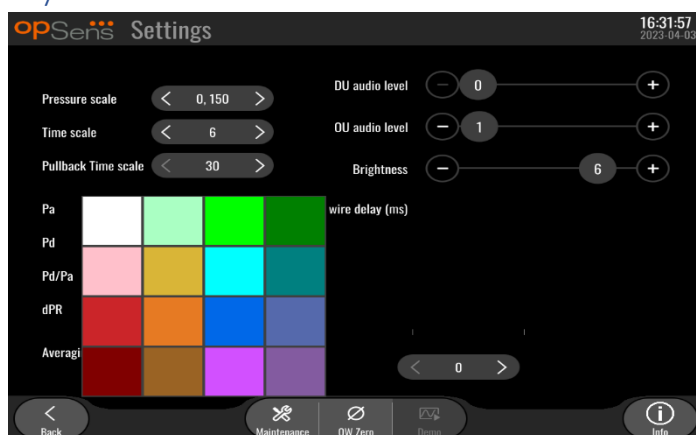 opSens Settings
16:31:57
2023-04-03
Pressure scale < 0, 150 >
Time scale < 6 >
Pullback Time scale < 30 >
DU audio level − 0 +
OU audio level − 1 +
Brightness − 6 +
Pa
Pd
Pd/Pa
dPR
Averagi
wire delay (ms)
< 0 >
Back
Maintenance
OW Zero
Demo
Info